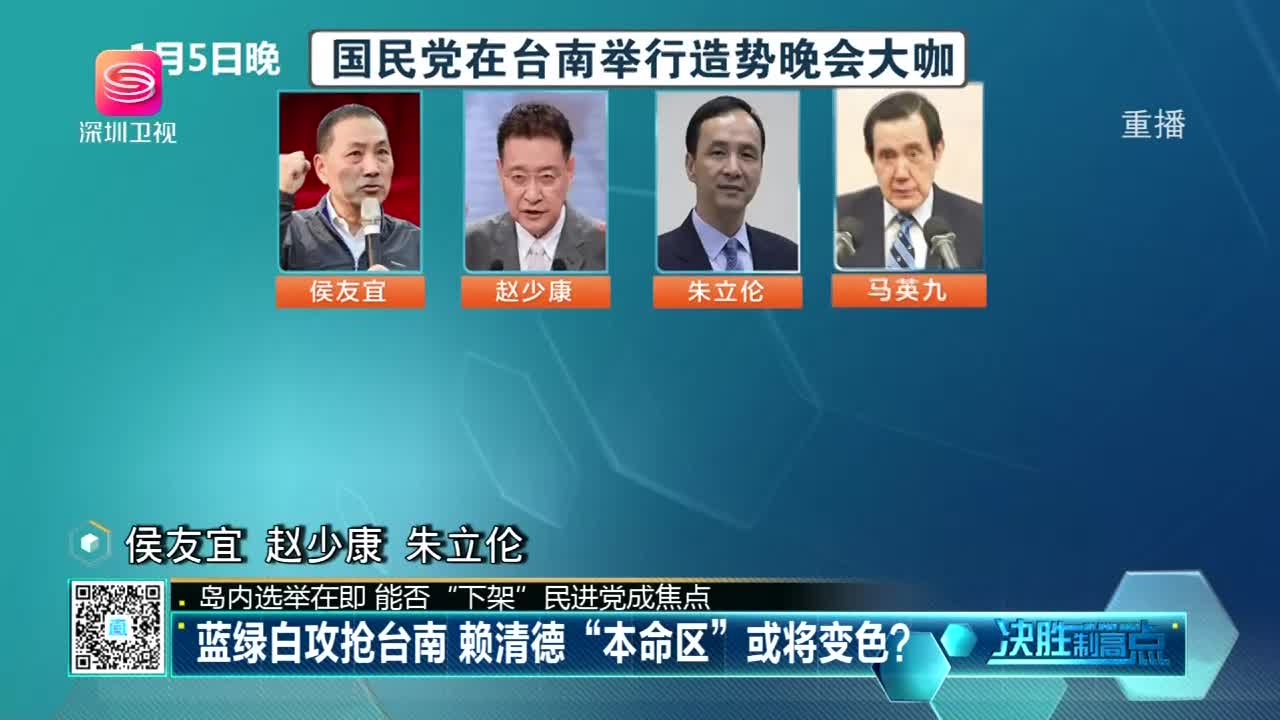 1月5日晚
国民党在台南举行造势晚会大咖
深圳卫视
重播
侯友宜
赵少康
朱立伦
马英九
侯友宜 赵少康 朱立伦
岛内选举在即 能否“下架”民进党成焦点
蓝绿白攻抢台南 赖清德“本命区”或将变色？
直
决胜制高点